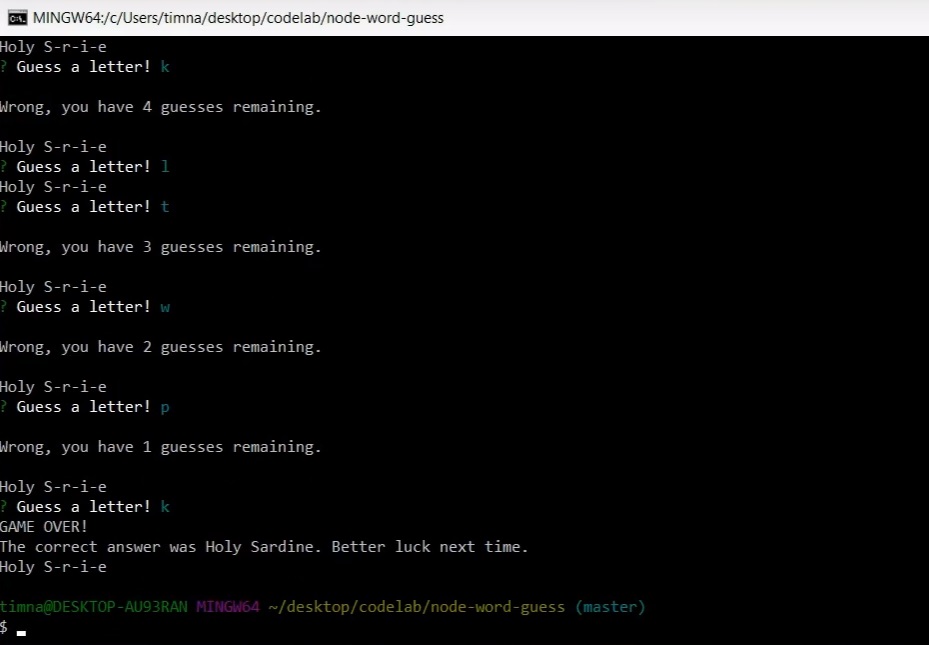 MINGW64:/c/Users/timna/desktop/codelab/node-word-guess
Holy S-r-i-e
? Guess a letter! k
Wrong, you have 4 guesses remaining.
Holy S-r-i-e
? Guess a letter! l
Holy S-r-i-e
? Guess a letter! t
Wrong, you have 3 guesses remaining.
Holy S-r-i-e
? Guess a letter! w
Wrong, you have 2 guesses remaining.
Holy S-r-i-e
? Guess a letter! p
Wrong, you have 1 guesses remaining.
Holy S-r-i-e
? Guess a letter! k
GAME OVER!
The correct answer was Holy Sardine. Better luck next time.
Holy S-r-i-e
timna@DESKTOP-AU93RAN MINGW64 ~/desktop/codelab/node-word-guess (master)
$